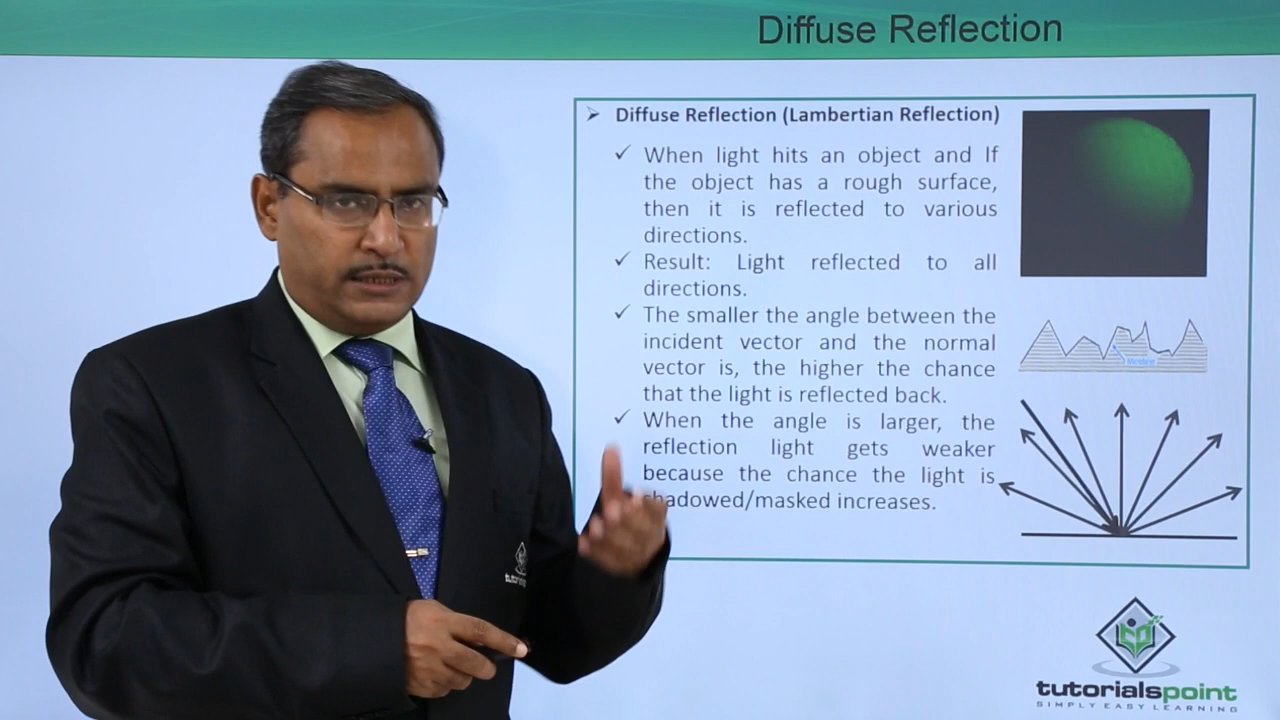 Diffuse Reflection
➢ Diffuse Reflection (Lambertian Reflection)
✓ When light hits an object and If
the object has a rough surface,
then it is reflected to various
directions.
✓ Result: Light reflected to all
directions.
✓ The smaller the angle between the
incident vector and the normal
vector is, the higher the chance
that the light is reflected back.
✓ When the angle is larger, the
reflection light gets weaker
because the chance the light is
shadowed/masked increases.
tutorialspoint
SIMPLY EASY LEARNING